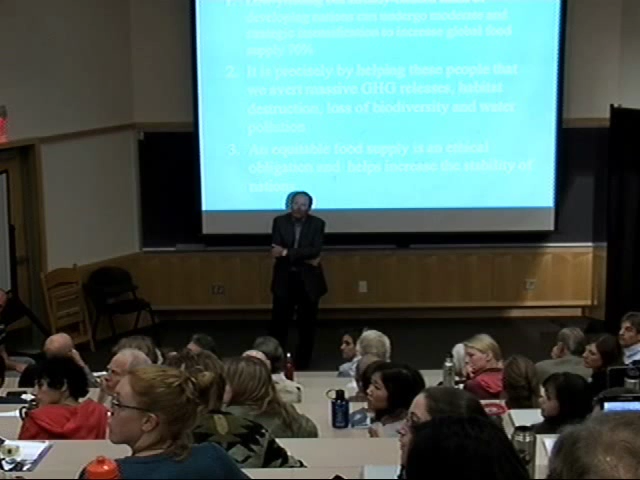 developing nations can undergo moderate and
strategic intensification to increase global food
supply 70%.
2. It is precisely by helping these people that
we avert massive GHG releases, habitat
destruction, loss of biodiversity and water
pollution.
3. An equitable food supply is an ethical
obligation and helps increase the stability of
nations.